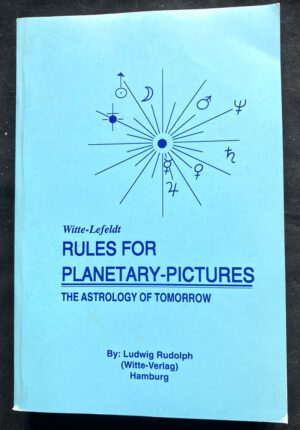 Witte-Lefeldt
RULES FOR
PLANETARY-PICTURES
THE ASTROLOGY OF TOMORROW
By: Ludwig Rudolph
(Witte-Verlag)
Hamburg